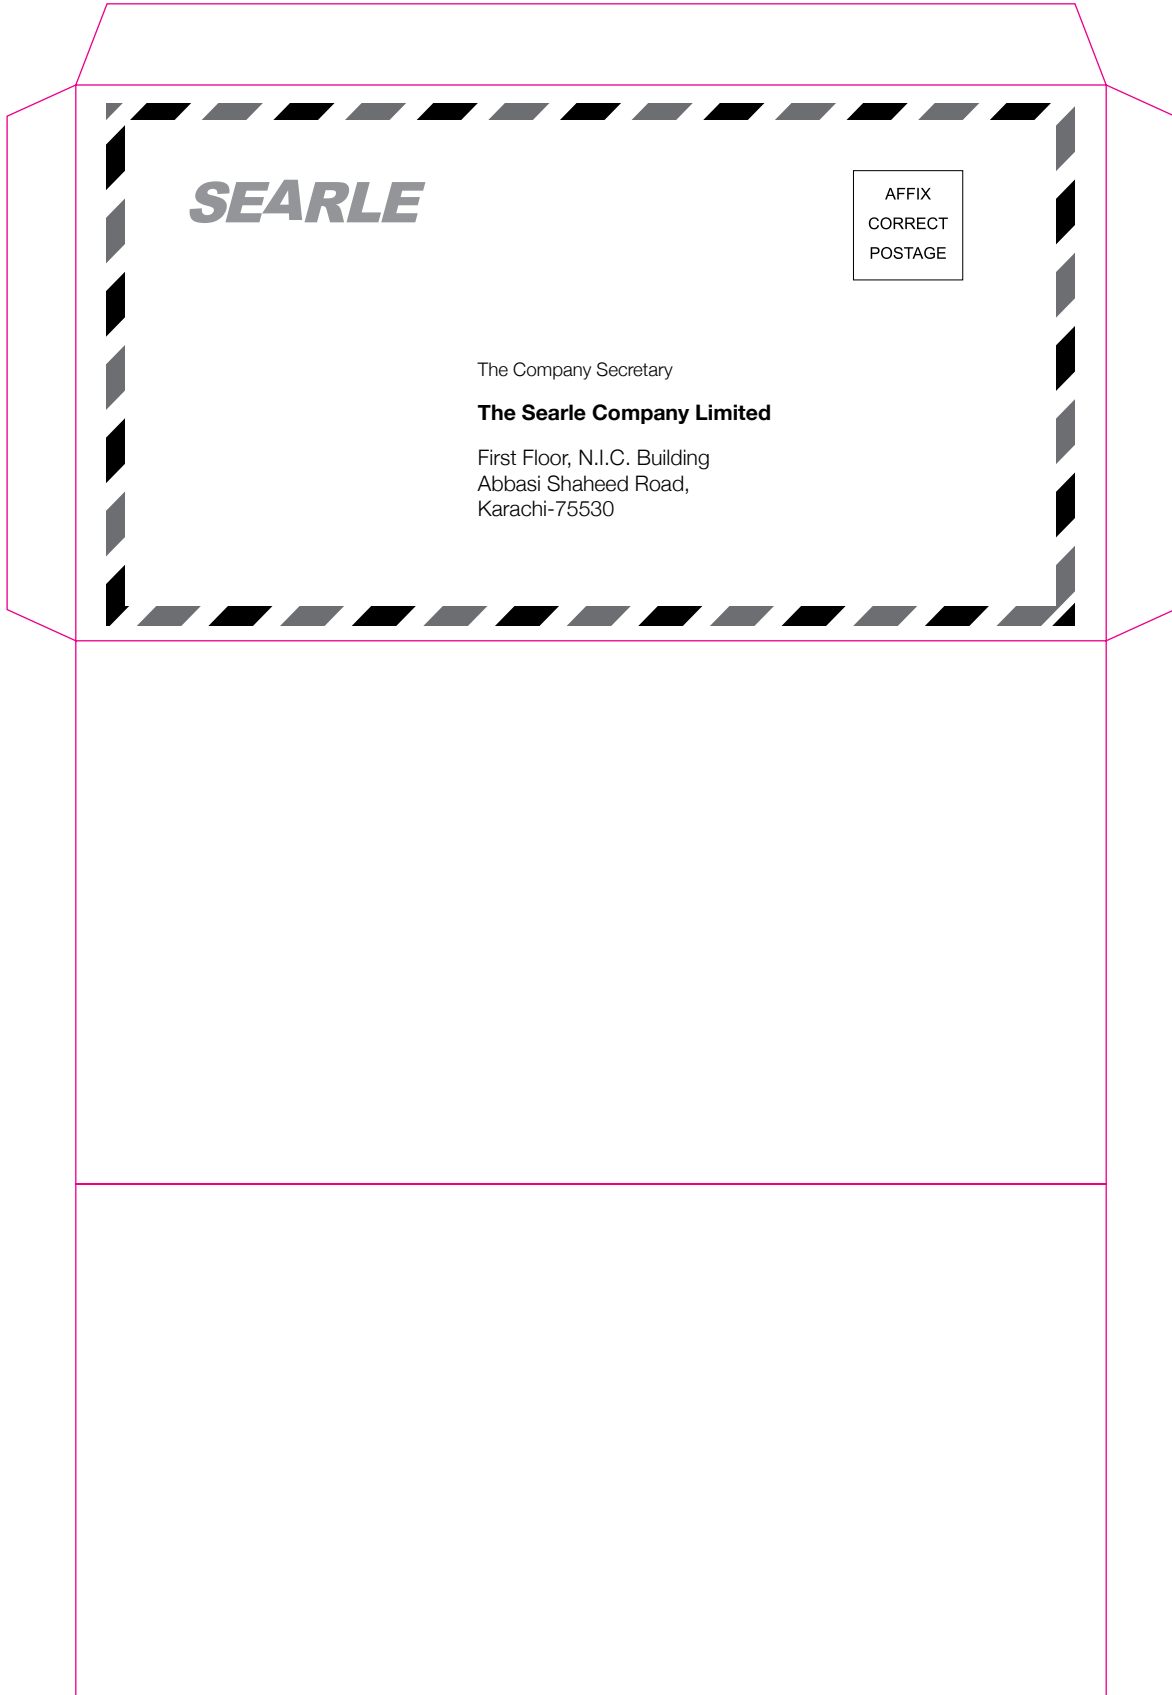 SEARLE
AFFIX
CORRECT
POSTAGE
The Company Secretary
The Searle Company Limited
First Floor, N.I.C. Building
Abbasi Shaheed Road,
Karachi-75530